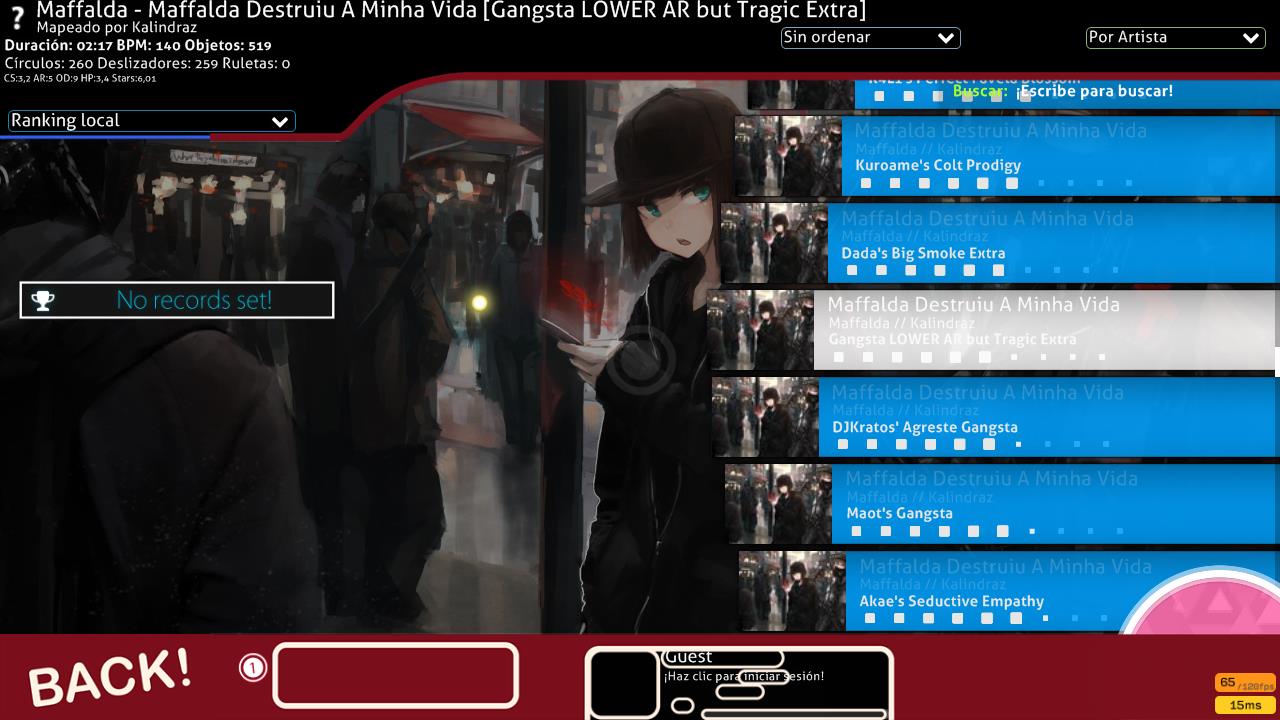 ?
Maffalda - Maffalda Destruiu A Minha Vida [Gangsta LOWER AR but Tragic Extra]
Mapeado por Kalindraz
Duración: 02:17 BPM: 140 Objetos: 519
Círculos: 260 Deslizadores: 259 Ruletas: 0
CS:3,2 AR:5 OD:9 HP:3,4 Stars:6,01
Sin ordenar
Por Artista
Ranking local
Buscar: ¡Escribe para buscar!
Maffalda Destruiu A Minha Vida
Maffalda // Kalindraz
Kuroame's Colt Prodigy
Maffalda Destruiu A Minha Vida
Maffalda // Kalindraz
Dada's Big Smoke Extra
No records set!
Maffalda Destruiu A Minha Vida
Maffalda // Kalindraz
Gangsta LOWER AR but Tragic Extra
Maffalda Destruiu A Minha Vida
Maffalda // Kalindraz
DJKratos' Agreste Gangsta
Maffalda Destruiu A Minha Vida
Maffalda // Kalindraz
Maot's Gangsta
Maffalda Destruiu A Minha Vida
Maffalda // Kalindraz
Akae's Seductive Empathy
BACK!
1
Guest
¡Haz clic para iniciar sesión!
65 /120fps
15ms